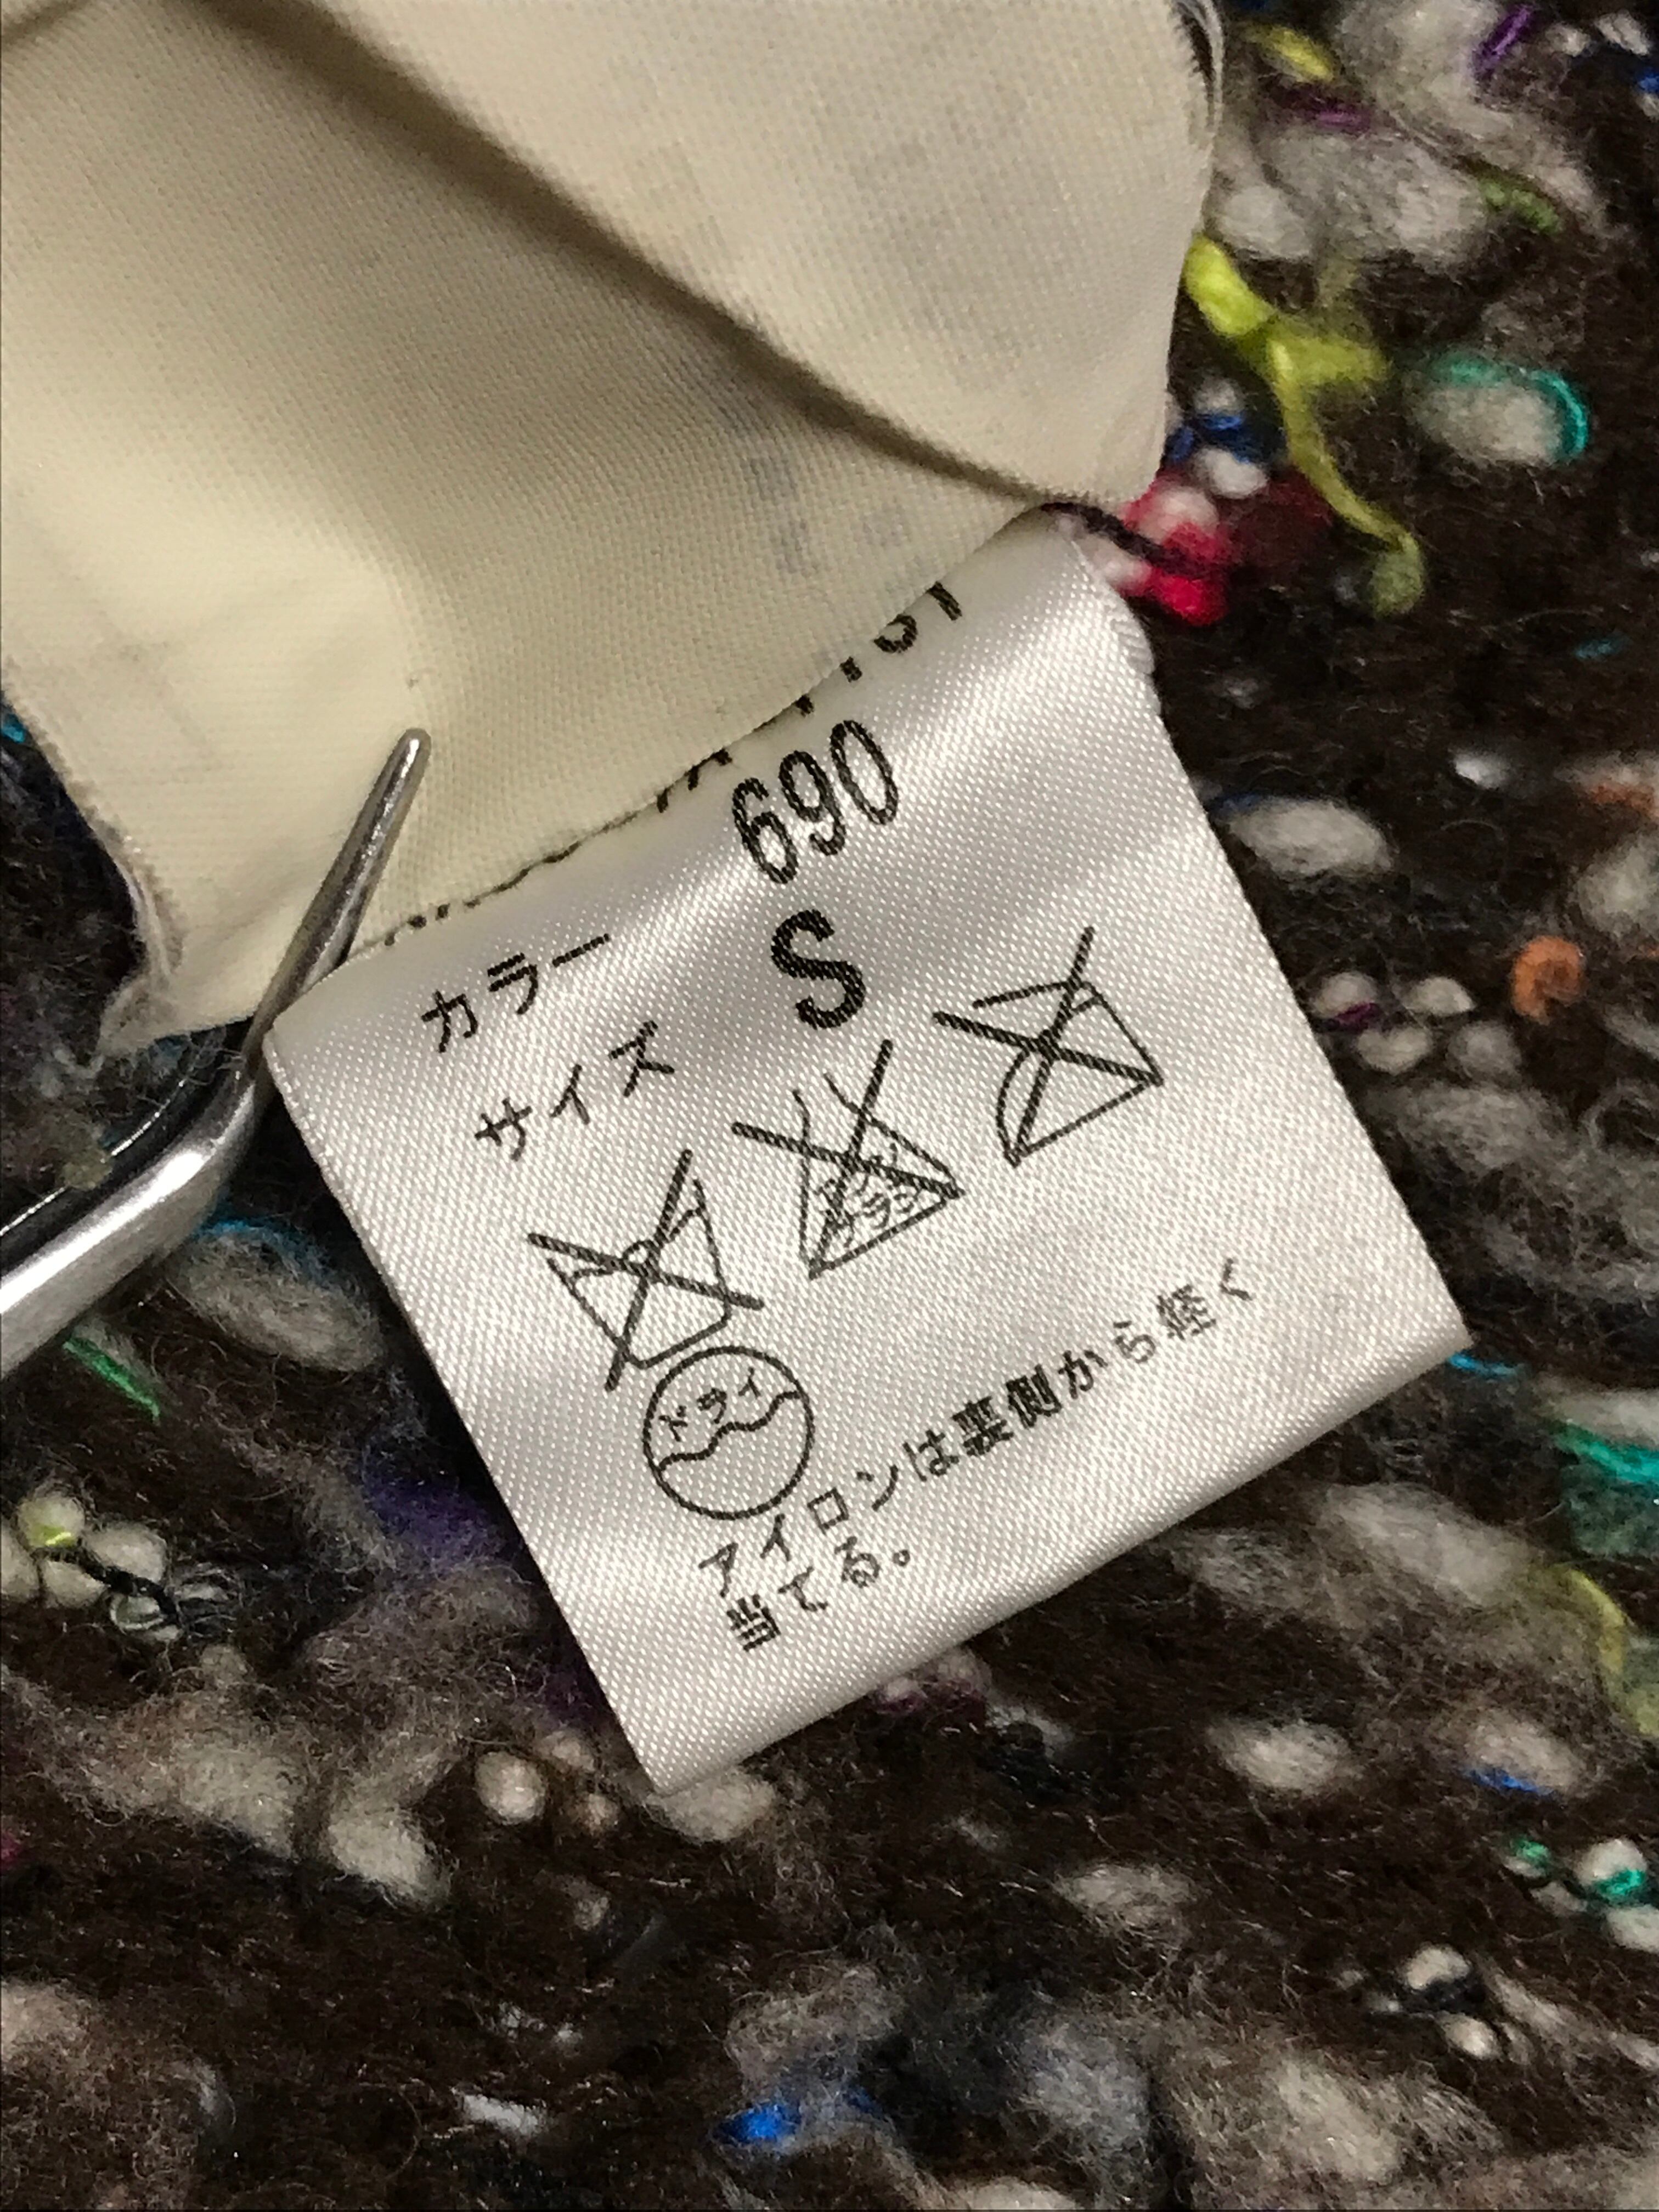 カラー 690
サイズ S
ドライ
アイロンは裏側から軽く
当てる。